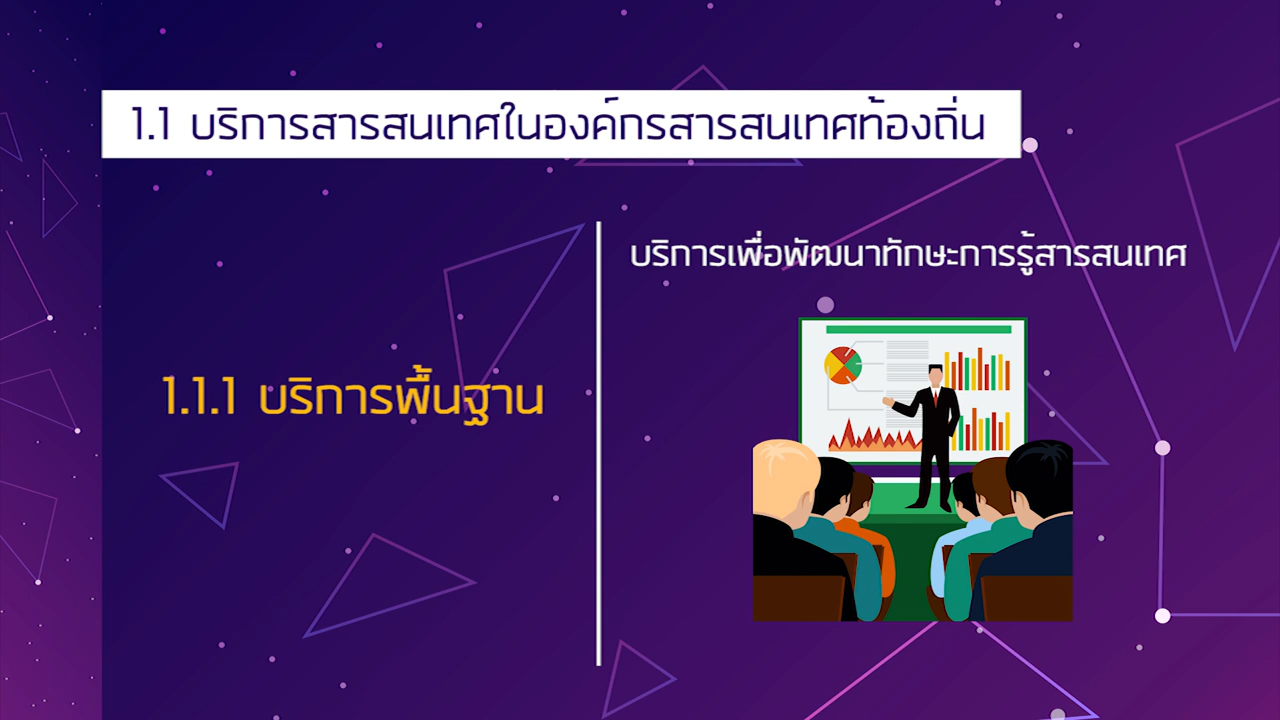 1.1 บริการสารสนเทศในองค์กรสารสนเทศท้องถิ่น
บริการเพื่อพัฒนาทักษะการรู้สารสนเทศ
1.1.1 บริการพื้นฐาน